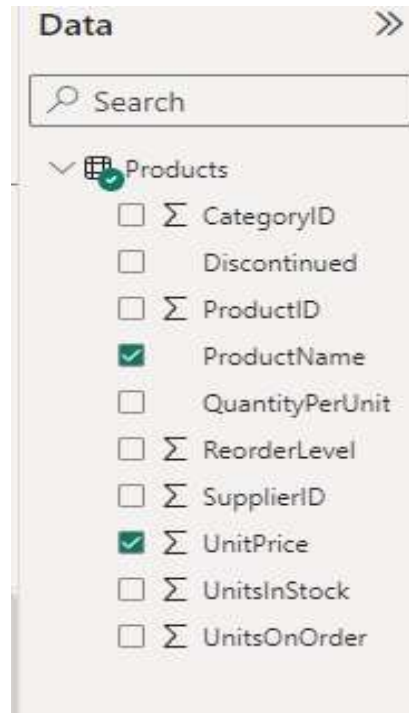 Data
Search
Products
Σ CategoryID
Discontinued
Σ ProductID
ProductName
QuantityPerUnit
Σ ReorderLevel
Σ SupplierID
Σ UnitPrice
Σ UnitsInStock
Σ UnitsOnOrder